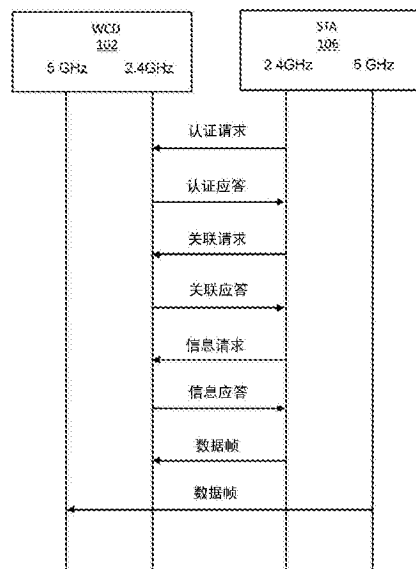 WCD
102
5 GHz 2.4GHz
STA
106
2.4GHz 5 GHz
认证请求
认证应答
关联请求
关联应答
信息请求
信息应答
数据帧
数据帧